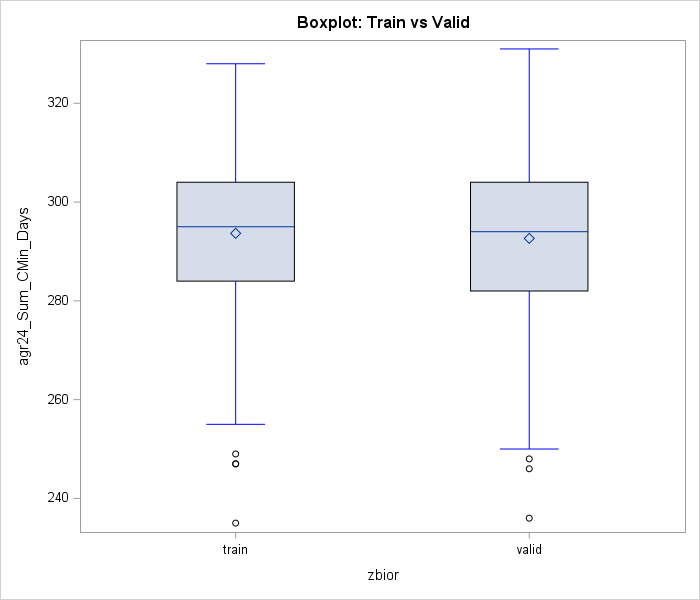 Boxplot: Train vs Valid
agr24_Sum_CMin_Days
320
300
280
260
240
train
valid
zbior